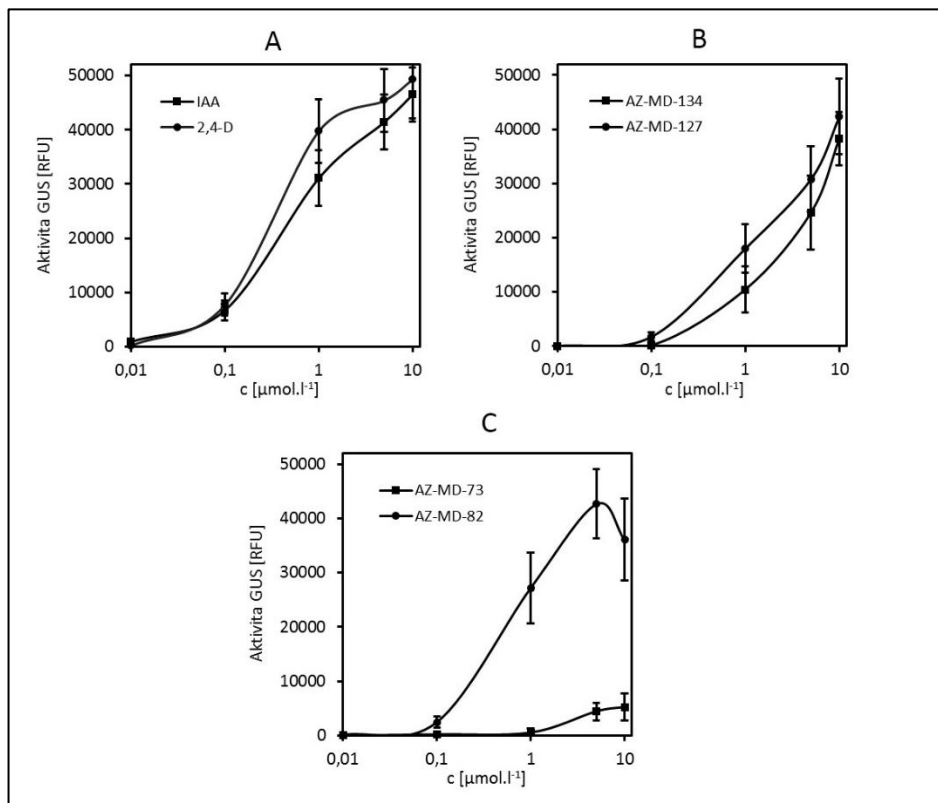 A
50000
40000
30000
20000
10000
0
Aktivita GUS [RFU]
IAA
2,4-D
0,01 0,1 1 10
c [µmol.l⁻¹]
B
50000
40000
30000
20000
10000
0
Aktivita GUS [RFU]
AZ-MD-134
AZ-MD-127
0,01 0,1 1 10
c [µmol.l⁻¹]
C
50000
40000
30000
20000
10000
0
Aktivita GUS [RFU]
AZ-MD-73
AZ-MD-82
0,01 0,1 1 10
c [µmol.l⁻¹]